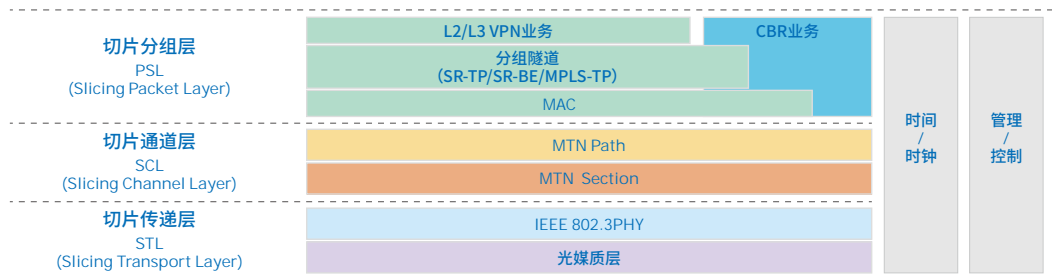 切片分组层
PSL
(Slicing Packet Layer)
L2/L3 VPN业务
CBR业务
分组隧道
（SR-TP/SR-BE/MPLS-TP）
MAC
切片通道层
SCL
(Slicing Channel Layer)
MTN Path
MTN Section
切片传递层
STL
(Slicing Transport Layer)
IEEE 802.3PHY
光媒质层
时间
/
时钟
管理
/
控制